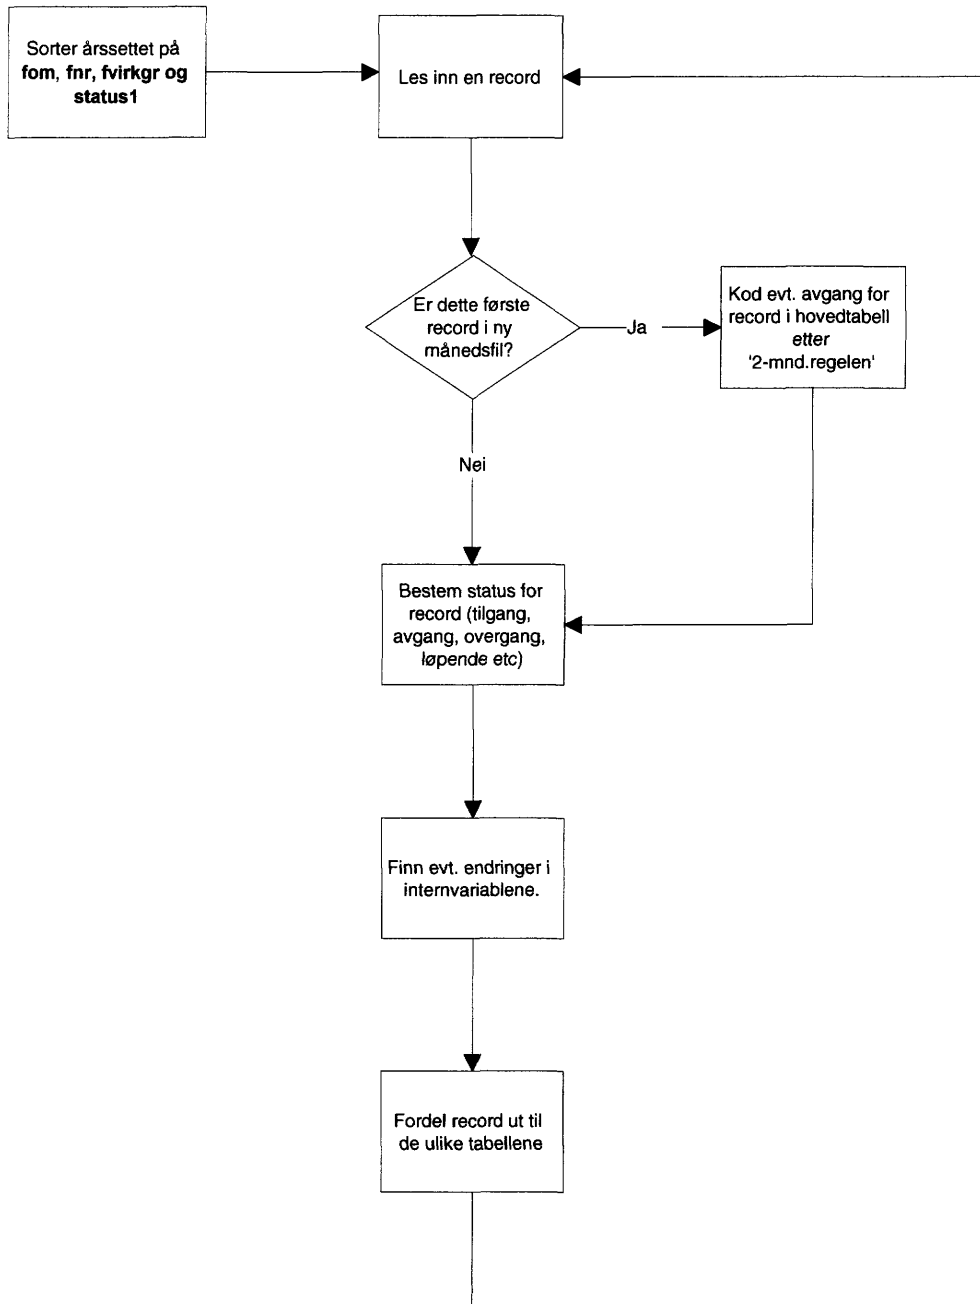 Sorter årssettet på
fom, fnr, fvirkgr og
status1
Les inn en record
Er dette første
record i ny
månedsfil?
Ja
Kod evt. avgang for
record i hovedtabell
etter
'2-mnd.regelen'
Nei
Bestem status for
record (tilgang,
avgang, overgang,
løpende etc)
Finn evt. endringer i
internvariablene.
Fordel record ut til
de ulike tabellene